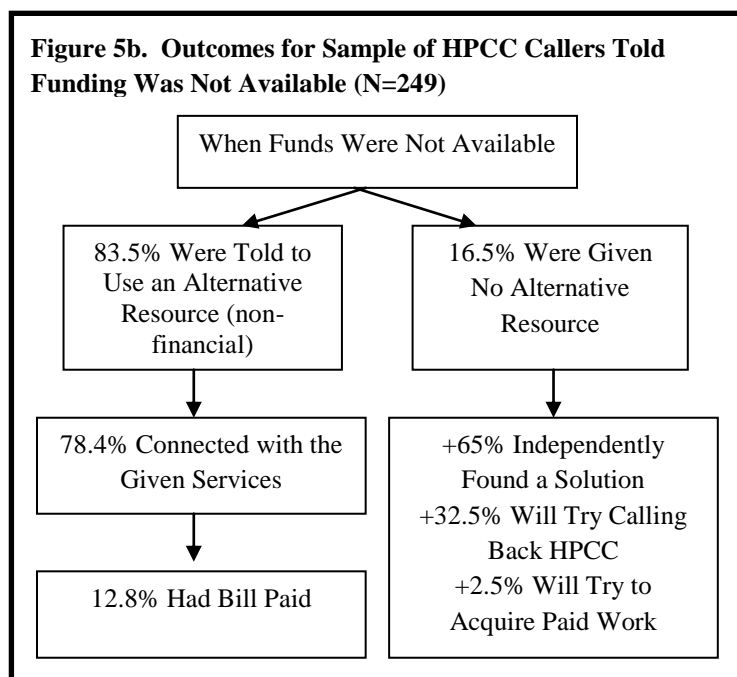 Figure 5b. Outcomes for Sample of HPCC Callers Told
Funding Was Not Available (N=249)
When Funds Were Not Available
83.5% Were Told to
Use an Alternative
Resource (non-
financial)
16.5% Were Given
No Alternative
Resource
78.4% Connected with the
Given Services
12.8% Had Bill Paid
+65% Independently
Found a Solution
+32.5% Will Try Calling
Back HPCC
+2.5% Will Try to
Acquire Paid Work